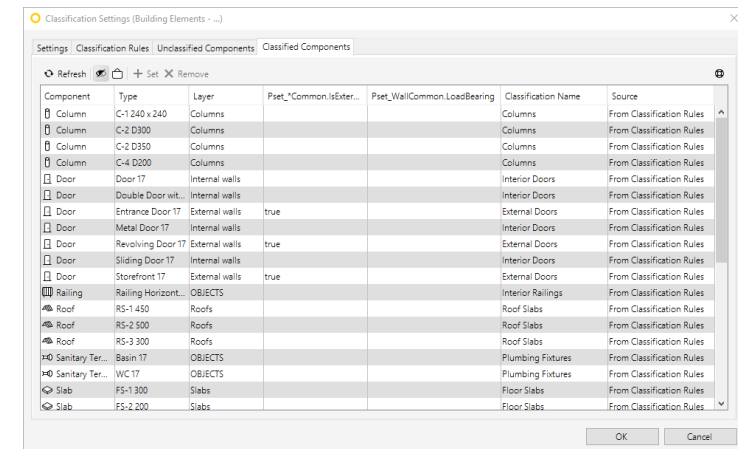 Classification Settings (Building Elements - ...)
Settings Classification Rules Unclassified Components Classified Components
Refresh Set Remove
Component Type Layer Pset_*Common.IsExter... Pset_WallCommon.LoadBearing Classification Name Source
Column C-1 240 x 240 Columns Columns From Classification Rules
Column C-2 D300 Columns Columns From Classification Rules
Column C-2 D350 Columns Columns From Classification Rules
Column C-4 D200 Columns Columns From Classification Rules
Door Door 17 Internal walls Interior Doors From Classification Rules
Door Double Door wit... Internal walls Interior Doors From Classification Rules
Door Entrance Door 17 External walls true External Doors From Classification Rules
Door Metal Door 17 Internal walls Interior Doors From Classification Rules
Door Revolving Door 17 External walls true External Doors From Classification Rules
Door Sliding Door 17 Internal walls Interior Doors From Classification Rules
Door Storefront 17 External walls true External Doors From Classification Rules
Railing Railing Horizont... OBJECTS Interior Railings From Classification Rules
Roof RS-1 450 Roofs Roof Slabs From Classification Rules
Roof RS-2 500 Roofs Roof Slabs From Classification Rules
Roof RS-3 300 Roofs Roof Slabs From Classification Rules
Sanitary Ter... Basin 17 OBJECTS Plumbing Fixtures From Classification Rules
Sanitary Ter... WC 17 OBJECTS Plumbing Fixtures From Classification Rules
Slab FS-1 300 Slabs Floor Slabs From Classification Rules
Slab FS-2 200 Slabs Floor Slabs From Classification Rules
OK Cancel